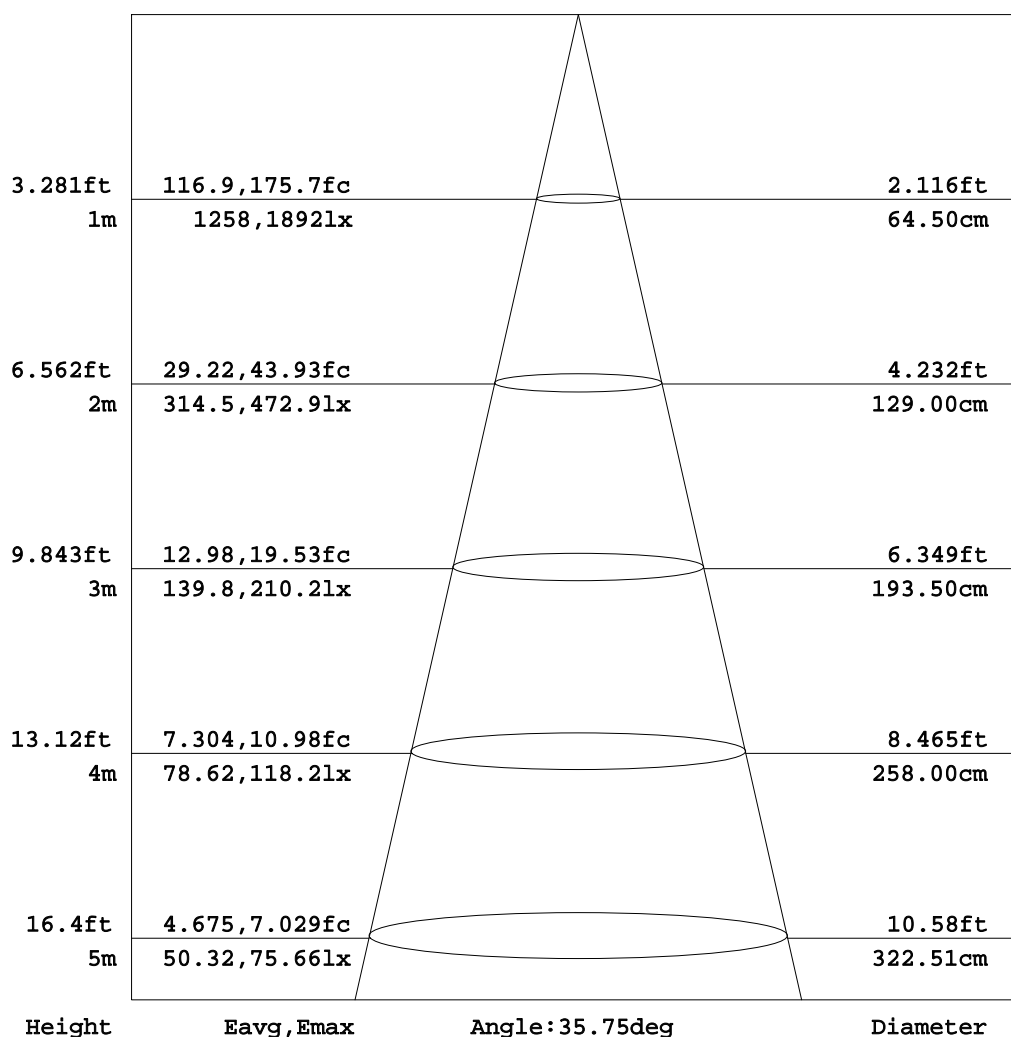 3.281ft 116.9,175.7fc 2.116ft
1m 1258,1892lx 64.50cm
6.562ft 29.22,43.93fc 4.232ft
2m 314.5,472.9lx 129.00cm
9.843ft 12.98,19.53fc 6.349ft
3m 139.8,210.2lx 193.50cm
13.12ft 7.304,10.98fc 8.465ft
4m 78.62,118.2lx 258.00cm
16.4ft 4.675,7.029fc 10.58ft
5m 50.32,75.66lx 322.51cm
Height Eavg,Emax Angle:35.75deg Diameter